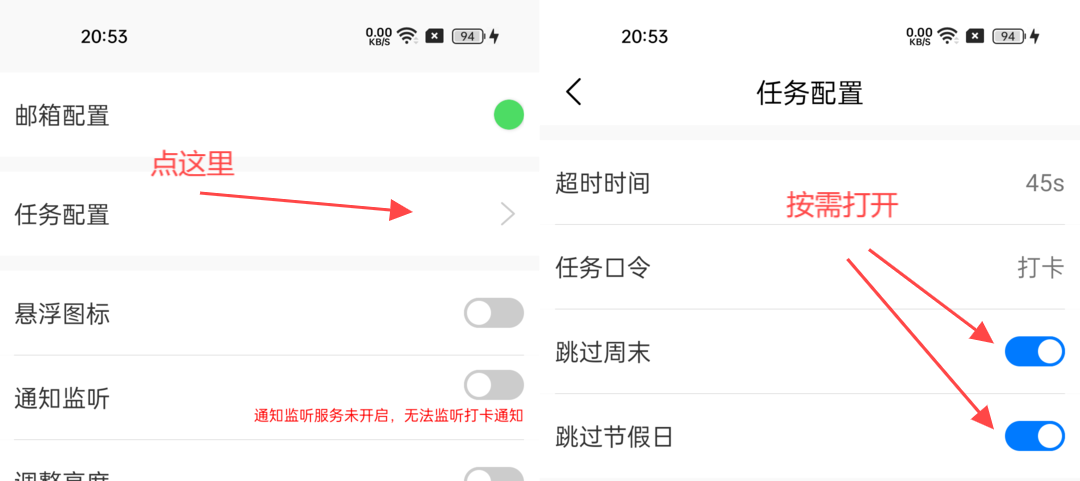 20:53
0.00
KB/S
94
邮箱配置
点这里
任务配置
悬浮图标
通知监听
通知监听服务未开启，无法监听打卡通知
调整高度
20:53
0.00
KB/S
94
任务配置
超时时间
45s
按需打开
任务口令
打卡
跳过周末
跳过节假日